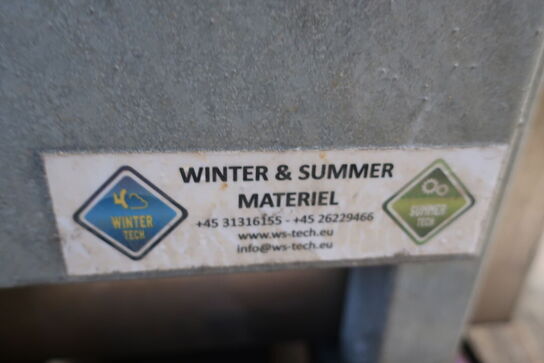 WINTER & SUMMER
MATERIEL
+45 31316155 - +45 26229466
www.ws-tech.eu
info@ws-tech.eu
WINTER
TECH
SUMMER
TECH